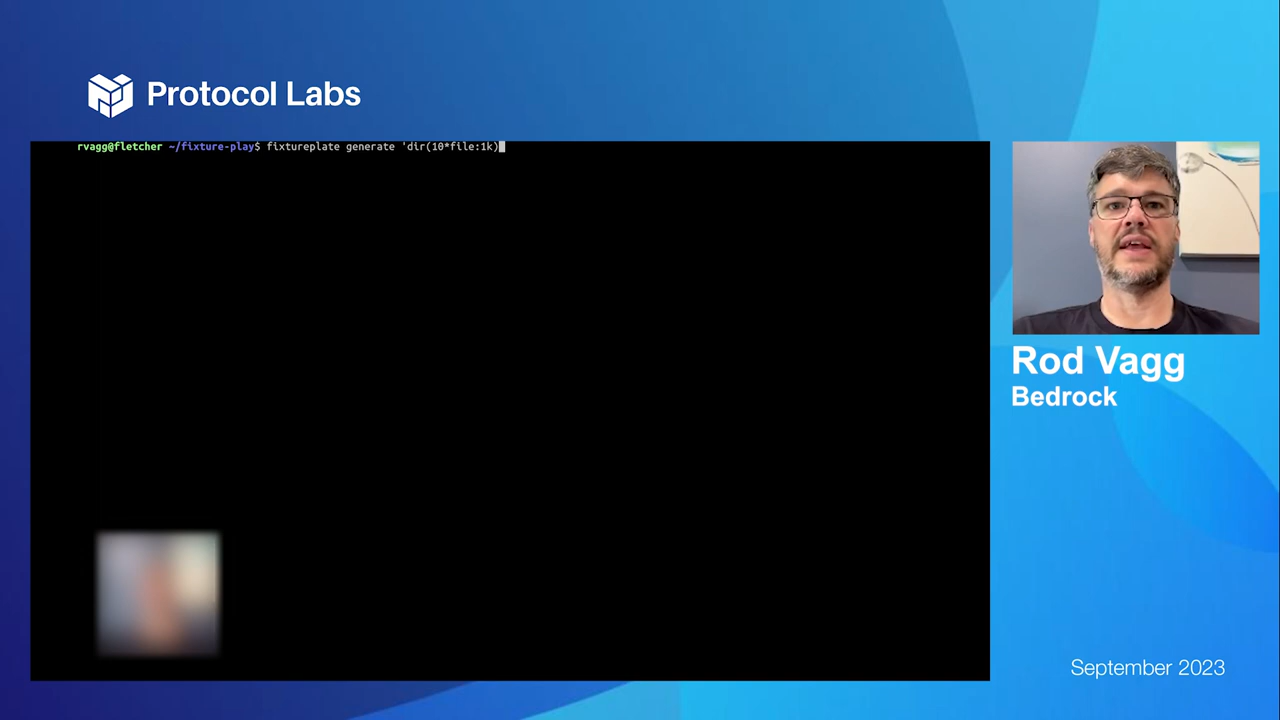 Protocol Labs
rvagg@fletcher ~/fixture-play$ fixtureplate generate 'dir(10*file:1k)
Rod Vagg
Bedrock
September 2023